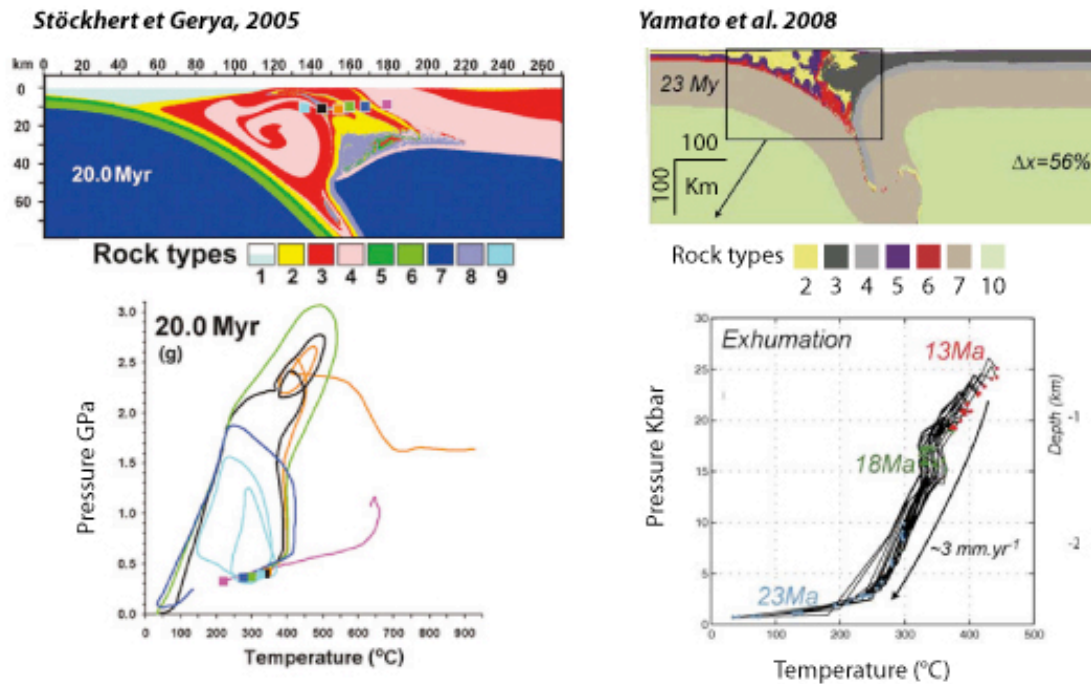 Stöckhert et Gerya, 2005
km 0 20 40 60 80 100 120 140 160 180 200 220 240 260
0
20
40
60
20.0 Myr
Rock types
1 2 3 4 5 6 7 8 9
3.0
2.5
2.0
1.5
1.0
0.5
0.0
20.0 Myr
(g)
Pressure GPa
0 100 200 300 400 500 600 700 800 900
Temperature (°C)
Yamato et al. 2008
23 My
100
100
Km
Δx=56%
Rock types
2 3 4 5 6 7 10
30
25
20
15
10
5
0
Exhumation
13Ma
18Ma
23Ma
~3 mm.yr-1
Pressure Kbar
Depth (km)
-1
-2
0 100 200 300 400 500
Temperature (°C)